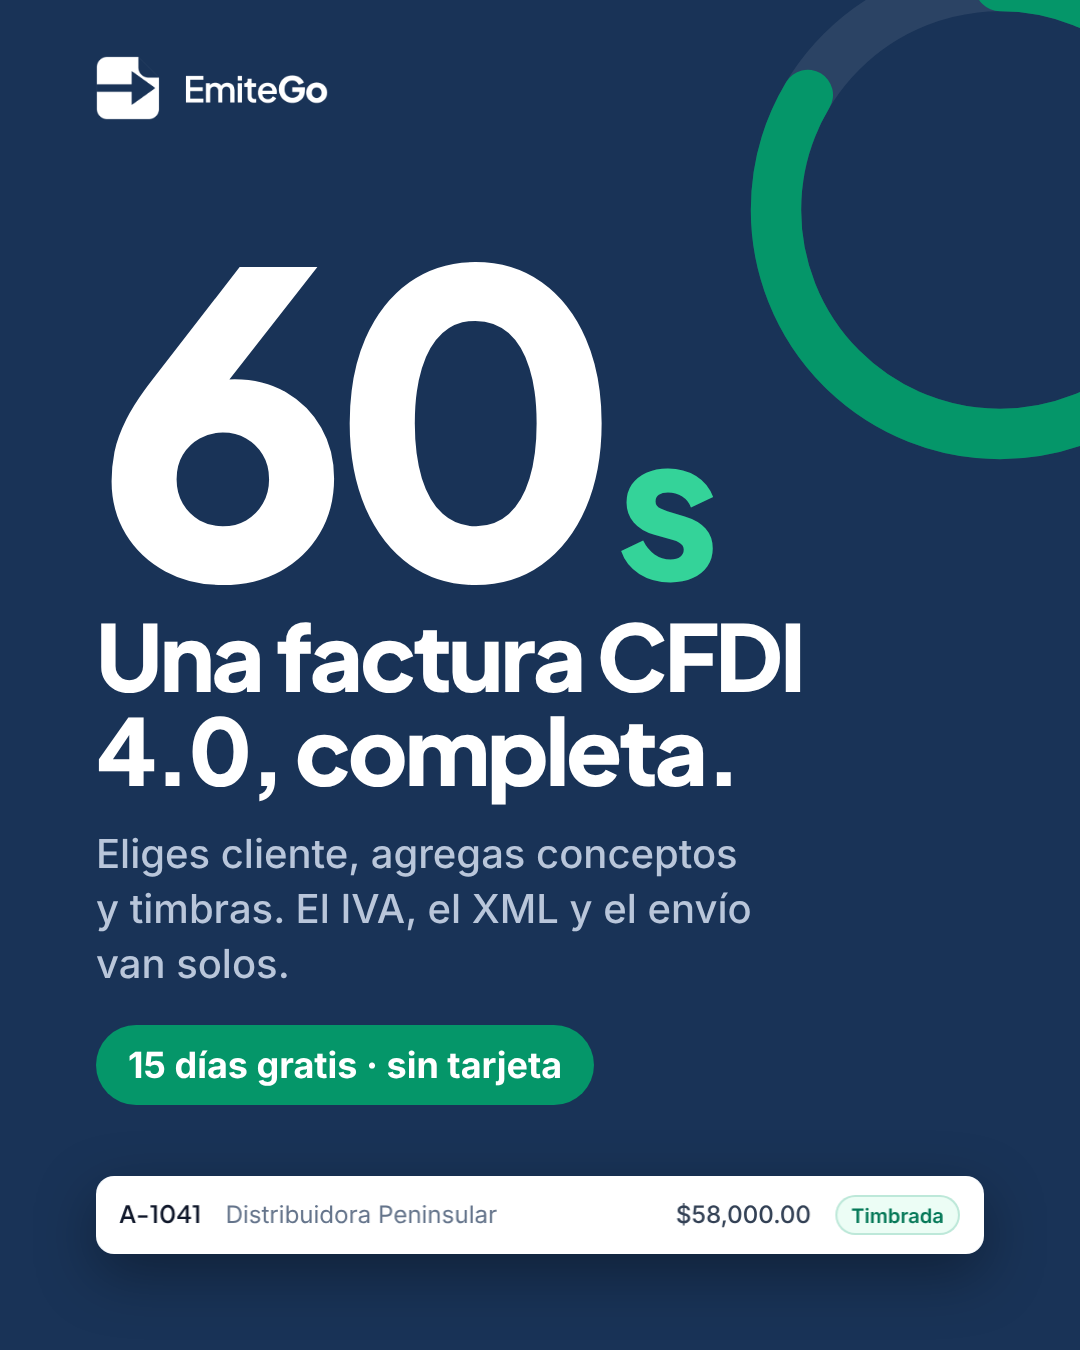 EmiteGo
60s
Una factura CFDI
4.0, completa.
Eliges cliente, agregas conceptos
y timbras. El IVA, el XML y el envío
van solos.
15 días gratis · sin tarjeta
A-1041 Distribuidora Peninsular $58,000.00 Timbrada